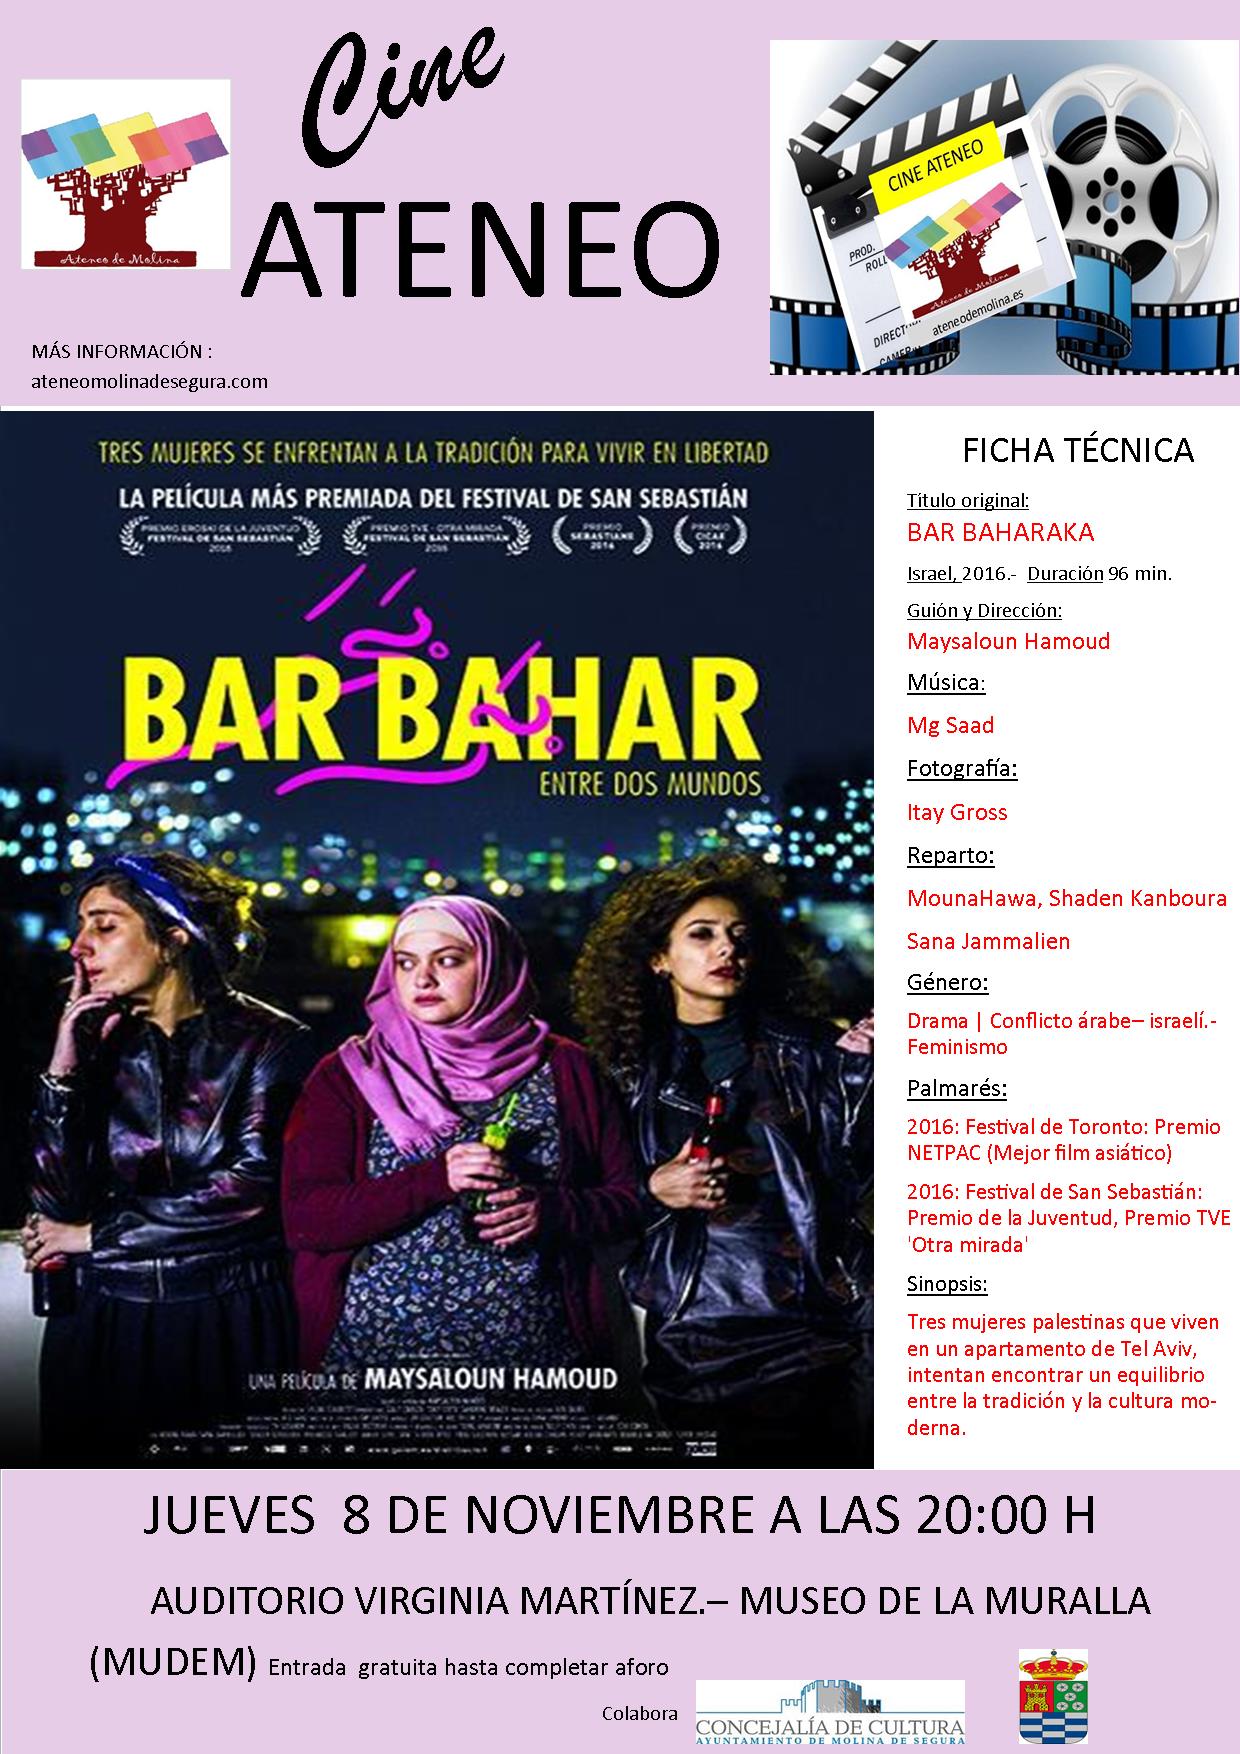 Cine
ATENEO
Ateneo de Molina
MÁS INFORMACIÓN :
ateneomolinadesegura.com
CINE ATENEO
PROD.
ROLL
DIRECT
CAMER
Ateneo de Molina
ateneodemolina.es
TRES MUJERES SE ENFRENTAN A LA TRADICIÓN PARA VIVIR EN LIBERTAD
LA PELÍCULA MÁS PREMIADA DEL FESTIVAL DE SAN SEBASTIÁN
PREMIO EROSKI DE LA JUVENTUD
FESTIVAL DE SAN SEBASTIÁN
2016
PREMIO TVE - OTRA MIRADA
FESTIVAL DE SAN SEBASTIÁN
2016
PREMIO
SEBASTIANE
2016
PREMIO
CICAE
2016
BAR BAHAR
ENTRE DOS MUNDOS
UNA PELÍCULA DE MAYSALOUN HAMOUD
FICHA TÉCNICA
Título original:
BAR BAHARAKA
Israel, 2016.- Duración 96 min.
Guión y Dirección:
Maysaloun Hamoud
Música:
Mg Saad
Fotografía:
Itay Gross
Reparto:
MounaHawa, Shaden Kanboura
Sana Jammalien
Género:
Drama | Conflicto árabe– israelí.-
Feminismo
Palmarés:
2016: Festival de Toronto: Premio
NETPAC (Mejor film asiático)
2016: Festival de San Sebastián:
Premio de la Juventud, Premio TVE
'Otra mirada'
Sinopsis:
Tres mujeres palestinas que viven
en un apartamento de Tel Aviv,
intentan encontrar un equilibrio
entre la tradición y la cultura mo-
derna.
JUEVES 8 DE NOVIEMBRE A LAS 20:00 H
AUDITORIO VIRGINIA MARTÍNEZ.– MUSEO DE LA MURALLA
(MUDEM) Entrada gratuita hasta completar aforo
Colabora
CONCEJALÍA DE CULTURA
AYUNTAMIENTO DE MOLINA DE SEGURA